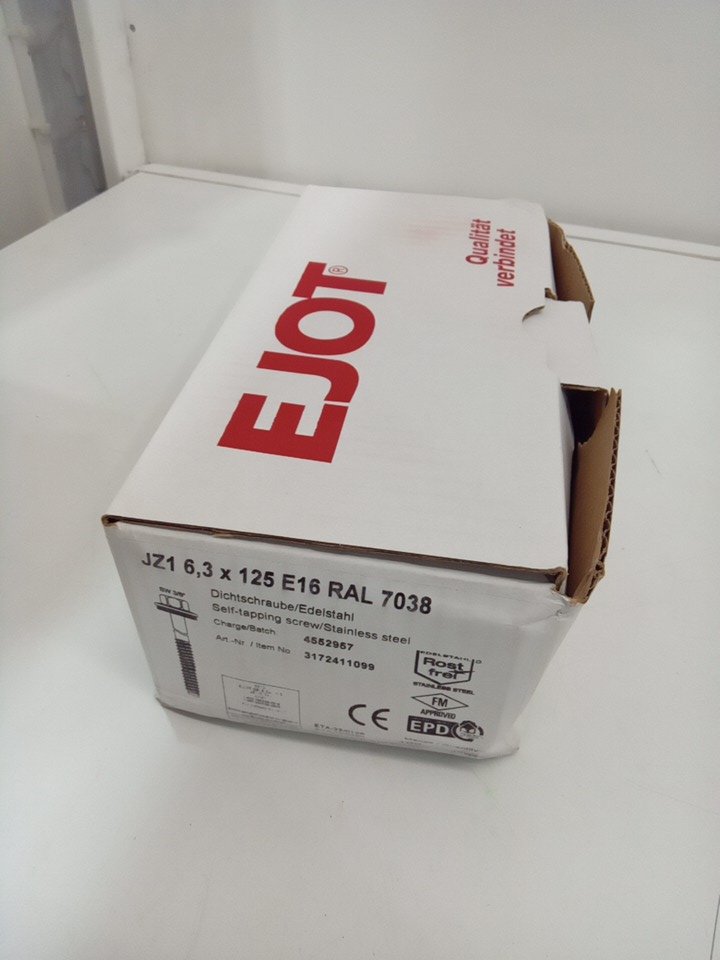 EJOT®
Qualität
verbindet
JZ1 6,3 x 125 E16 RAL 7038
Dichtschraube/Edelstahl
Self-tapping screw/Stainless steel
Charge/Batch 4552957
Art.-Nr / Item No 3172411099
EDELSTAHL
Rost
frei
STAINLESS STEEL
FM
APPROVED
CE
EPD